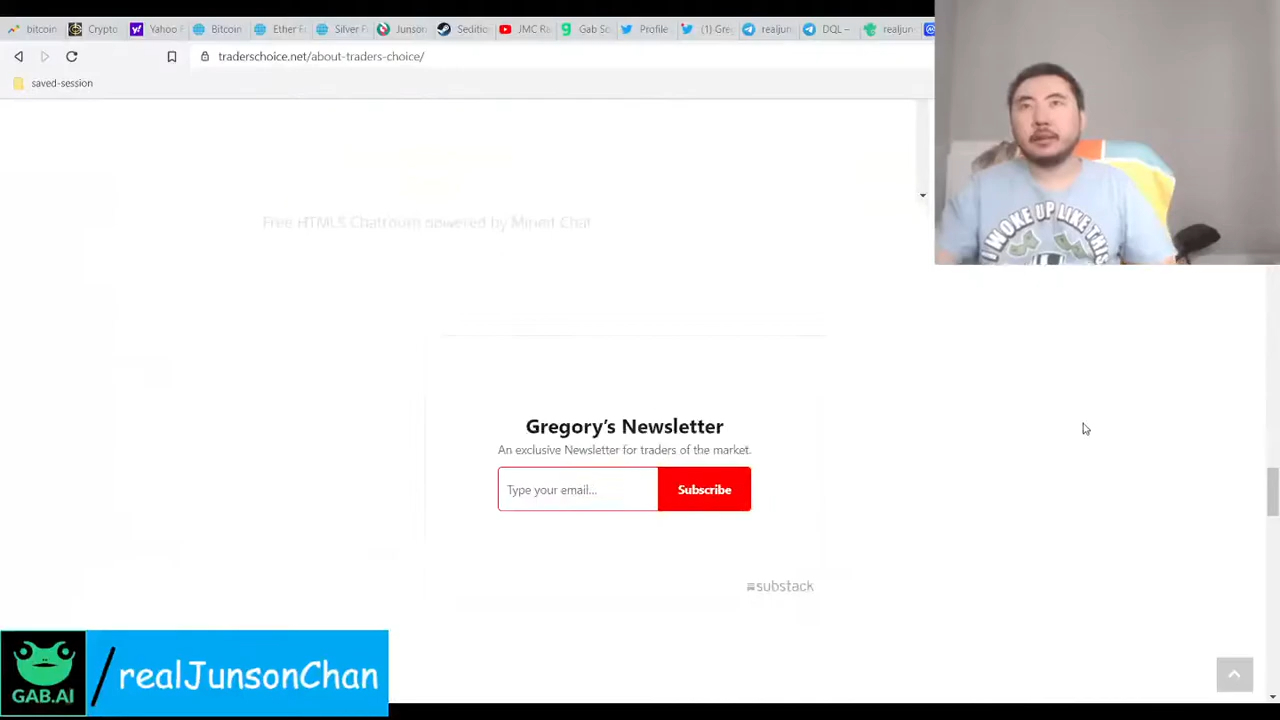 bitcoin
Crypto
Yahoo
Bitcoin
Ether F
Silver F
Junson
Sedition
JMC Ra
Gab So
Profile
(1) Gre
realjun
DQL –
realjun
traderschoice.net/about-traders-choice/
saved-session
I WOKE UP LIKE THIS
Free HTML5 Chatroom powered by Minnit Chat
Gregory's Newsletter
An exclusive Newsletter for traders of the market.
Type your email...
Subscribe
substack
GAB.AI
/realJunsonChan